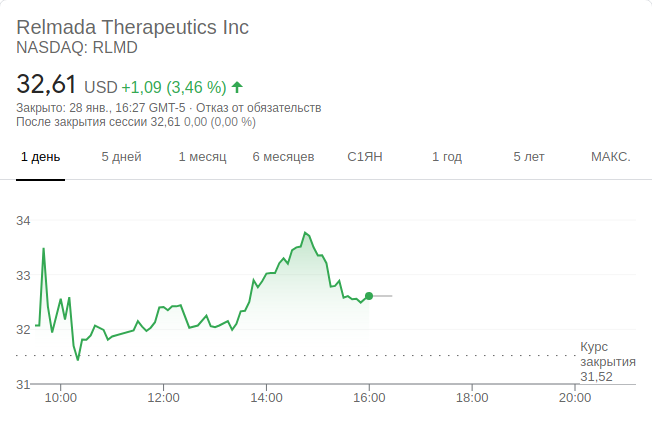 Relmada Therapeutics Inc
NASDAQ: RLMD
32,61 USD +1,09 (3,46 %)
Закрыто: 28 янв., 16:27 GMT-5 · Отказ от обязательств
После закрытия сессии 32,61 0,00 (0,00 %)
1 день 5 дней 1 месяц 6 месяцев С1ЯН 1 год 5 лет МАКС.
34
33
32
Курс
закрытия
31,52
31
10:00 12:00 14:00 16:00 18:00 20:00